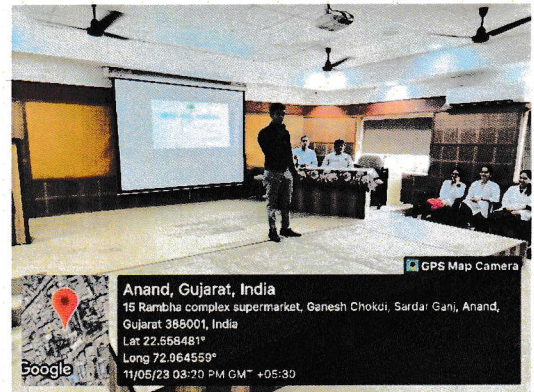 GPS Map Camera
Anand, Gujarat, India
15 Rambha complex supermarket, Ganesh Chokdi, Sardar Ganj, Anand,
Gujarat 388001, India
Lat 22.558481°
Long 72.964559°
11/05/23 03:20 PM GMT +05:30
Google